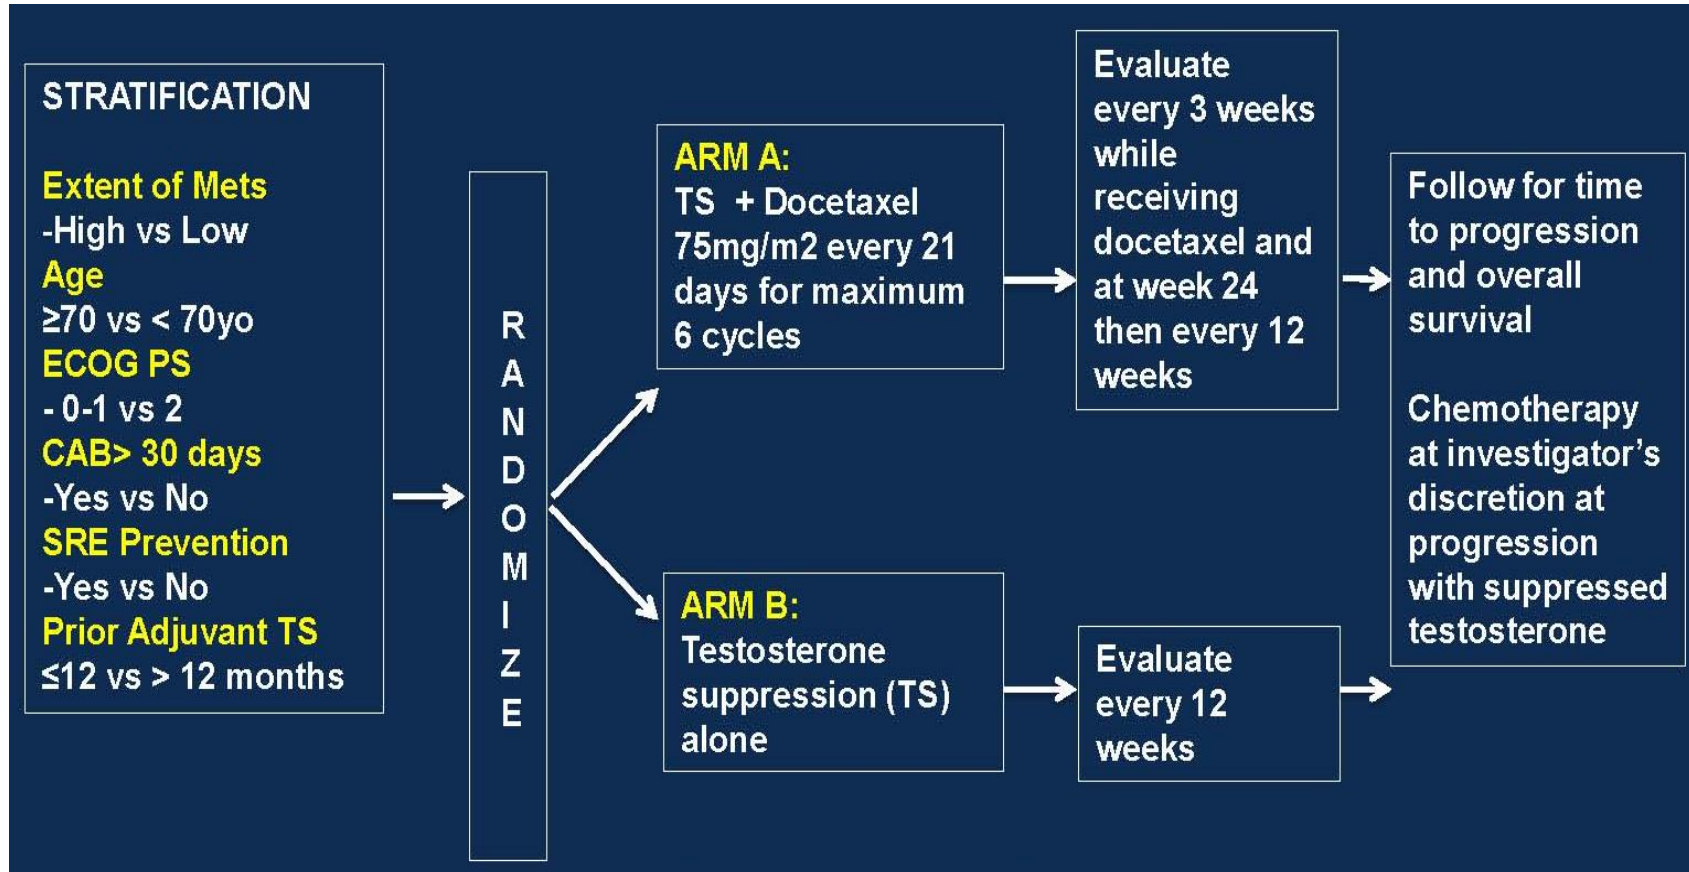 STRATIFICATION
Extent of Mets
-High vs Low
Age
≥70 vs < 70yo
ECOG PS
- 0-1 vs 2
CAB> 30 days
-Yes vs No
SRE Prevention
-Yes vs No
Prior Adjuvant TS
≤12 vs > 12 months
RANDOMIZE
ARM A:
TS + Docetaxel
75mg/m2 every 21
days for maximum
6 cycles
ARM B:
Testosterone
suppression (TS)
alone
Evaluate
every 3 weeks
while
receiving
docetaxel and
at week 24
then every 12
weeks
Evaluate
every 12
weeks
Follow for time
to progression
and overall
survival
Chemotherapy
at investigator’s
discretion at
progression
with suppressed
testosterone